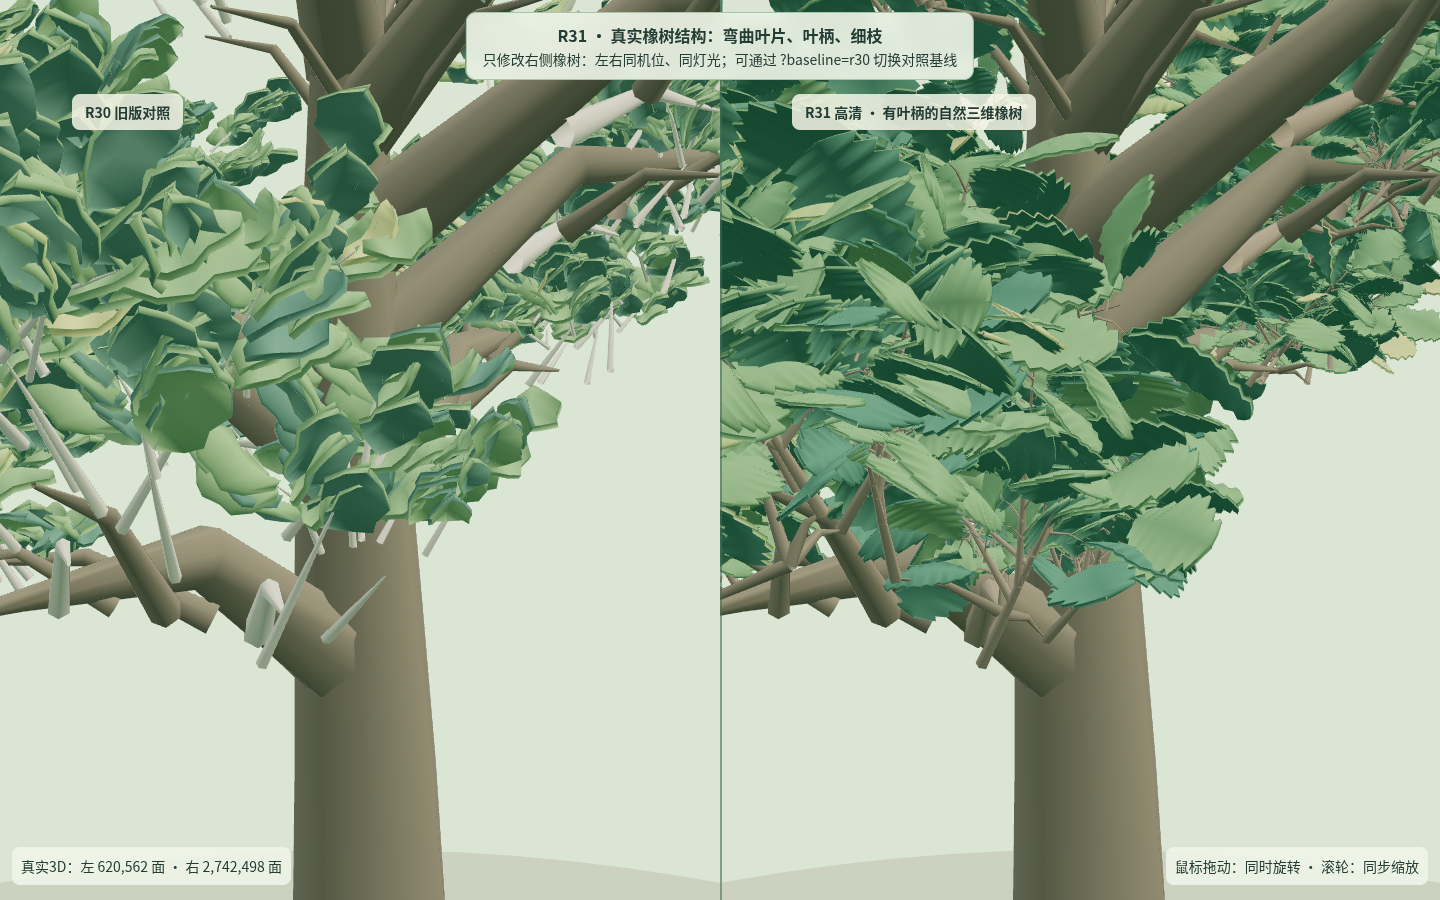 R31 · 真实橡树结构：弯曲叶片、叶柄、细枝
只修改右侧橡树：左右同机位、同灯光；可通过 ?baseline=r30 切换对照基线
R30 旧版对照
R31 高清 · 有叶柄的自然三维橡树
真实3D：左 620,562 面 · 右 2,742,498 面
鼠标拖动：同时旋转 · 滚轮：同步缩放